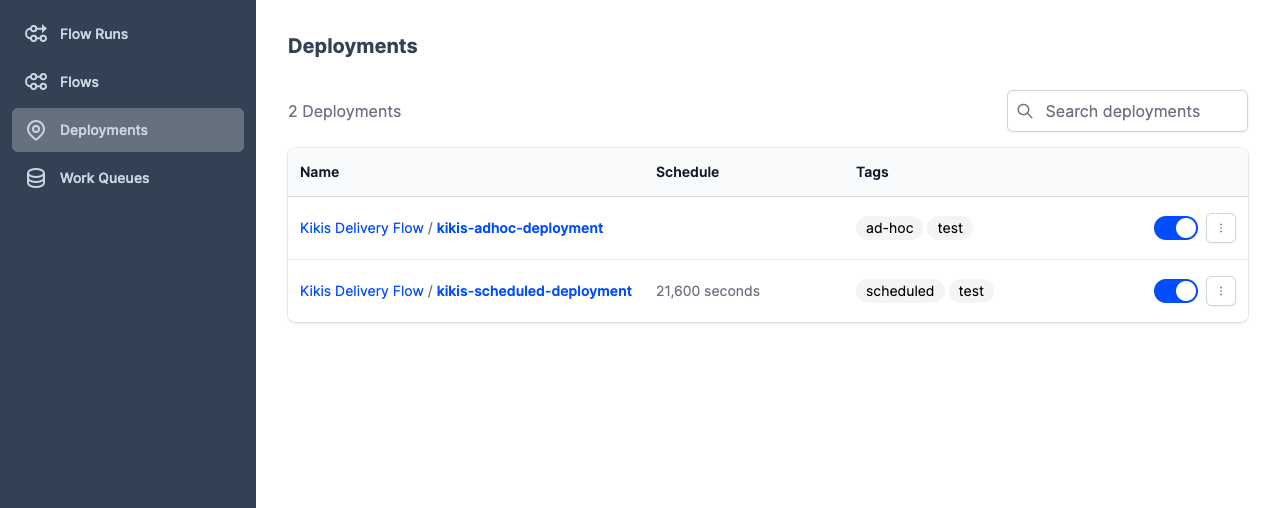 Flow Runs
Flows
Deployments
Work Queues
Deployments
2 Deployments
Search deployments
Name Schedule Tags
Kikis Delivery Flow / kikis-adhoc-deployment ad-hoc test
Kikis Delivery Flow / kikis-scheduled-deployment 21,600 seconds scheduled test